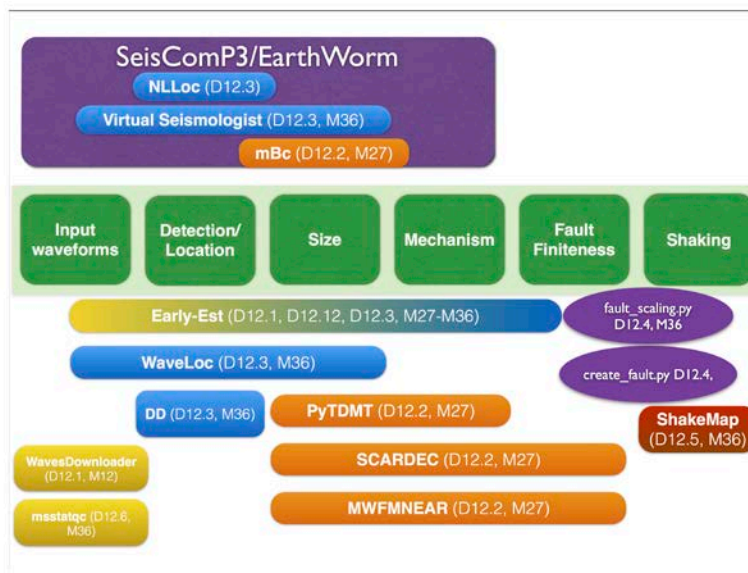 SeisComP3/EarthWorm
NLLoc (D12.3)
Virtual Seismologist (D12.3, M36)
mBc (D12.2, M27)
Input
waveforms
Detection/
Location
Size
Mechanism
Fault
Finiteness
Shaking
Early-Est (D12.1, D12.12, D12.3, M27-M36)
fault_scaling.py
D12.4, M36
WaveLoc (D12.3, M36)
create_fault.py D12.4,
DD (D12.3, M36)
PyTDMT (D12.2, M27)
ShakeMap
(D12.5, M36)
WavesDownloader
(D12.1, M12)
SCARDEC (D12.2, M27)
msstatqc (D12.6,
M36)
MWFMNEAR (D12.2, M27)